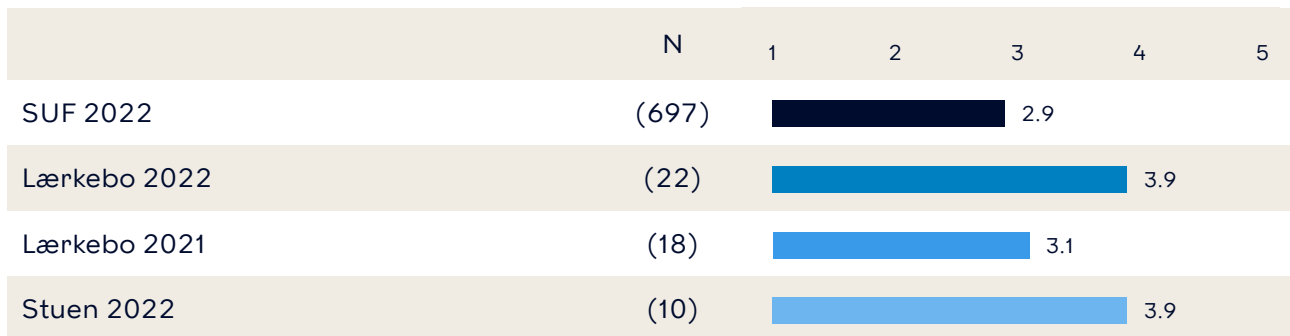 N 1 2 3 4 5
SUF 2022 (697) 2.9
Lærkebo 2022 (22) 3.9
Lærkebo 2021 (18) 3.1
Stuen 2022 (10) 3.9